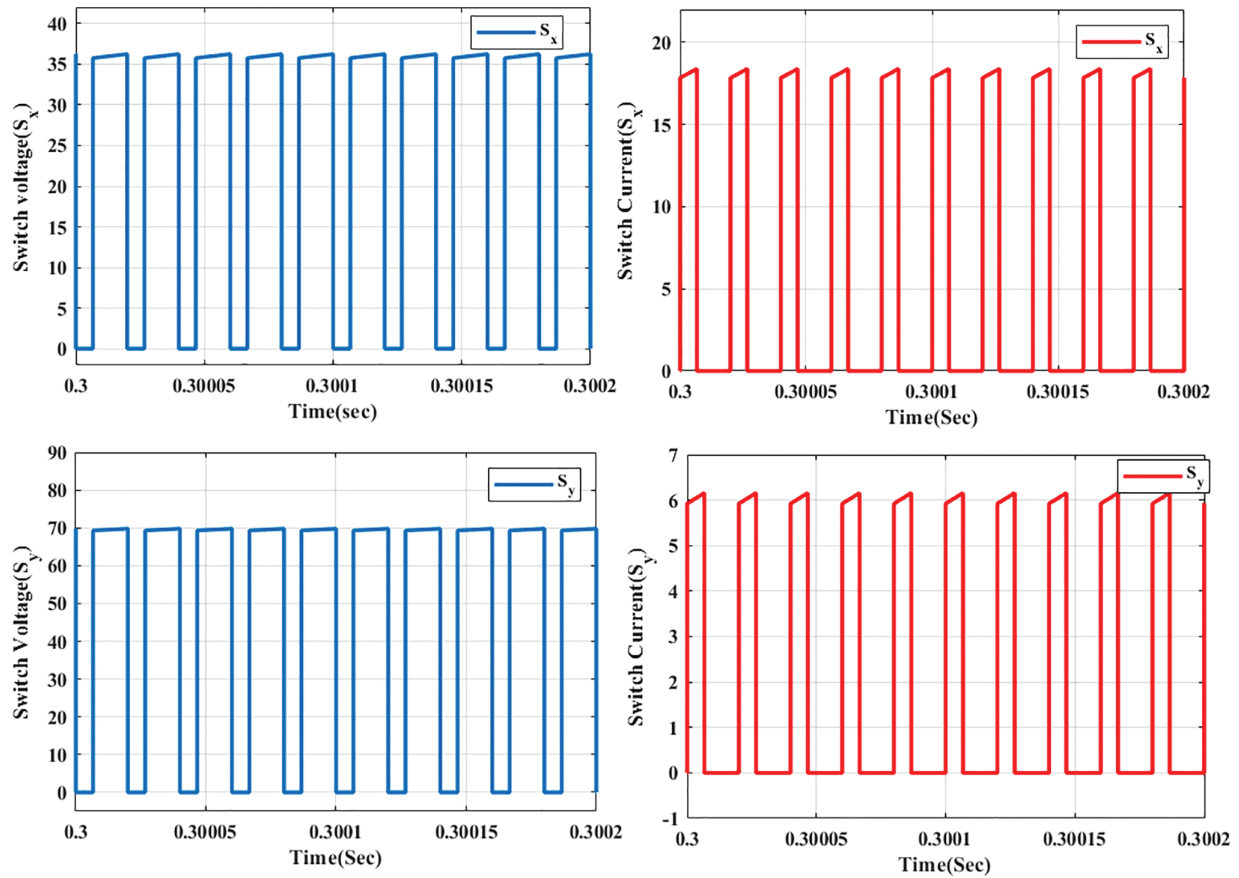 40
35
30
25
20
15
10
5
0
Switch voltage(Sx)
Sx
0.3 0.30005 0.3001 0.30015 0.3002
Time(sec)
20
15
10
5
0
Switch Current(Sx)
Sx
0.3 0.30005 0.3001 0.30015 0.3002
Time(Sec)
90
80
70
60
50
40
30
20
10
0
Switch Voltage(Sy)
Sy
0.3 0.30005 0.3001 0.30015 0.3002
Time(Sec)
7
6
5
4
3
2
1
0
-1
Switch Current(Sy)
Sy
0.3 0.30005 0.3001 0.30015 0.3002
Time(Sec)